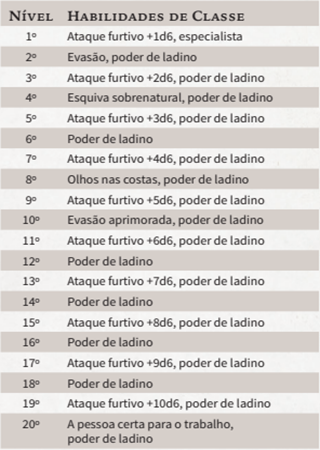 Nível Habilidades de Classe
1º Ataque furtivo +1d6, especialista
2º Evasão, poder de ladino
3º Ataque furtivo +2d6, poder de ladino
4º Esquiva sobrenatural, poder de ladino
5º Ataque furtivo +3d6, poder de ladino
6º Poder de ladino
7º Ataque furtivo +4d6, poder de ladino
8º Olhos nas costas, poder de ladino
9º Ataque furtivo +5d6, poder de ladino
10º Evasão aprimorada, poder de ladino
11º Ataque furtivo +6d6, poder de ladino
12º Poder de ladino
13º Ataque furtivo +7d6, poder de ladino
14º Poder de ladino
15º Ataque furtivo +8d6, poder de ladino
16º Poder de ladino
17º Ataque furtivo +9d6, poder de ladino
18º Poder de ladino
19º Ataque furtivo +10d6, poder de ladino
20º A pessoa certa para o trabalho,
poder de ladino